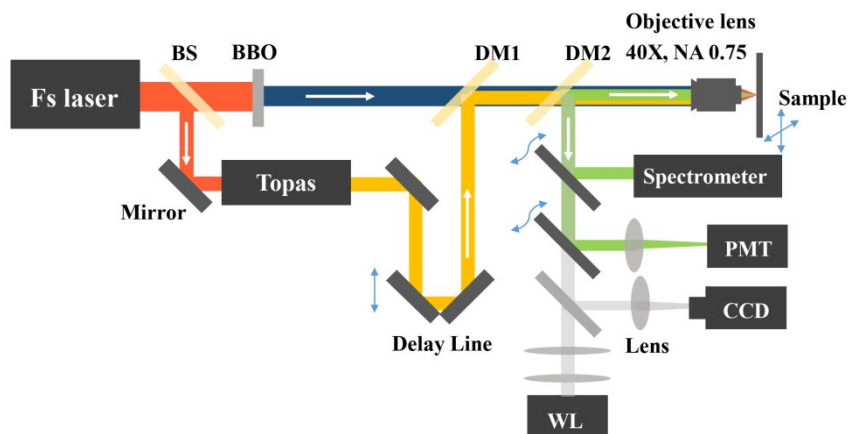 Objective lens
40X, NA 0.75
BS
BBO
DM1
DM2
Fs laser
Sample
Topas
Spectrometer
Mirror
PMT
CCD
Delay Line
Lens
WL